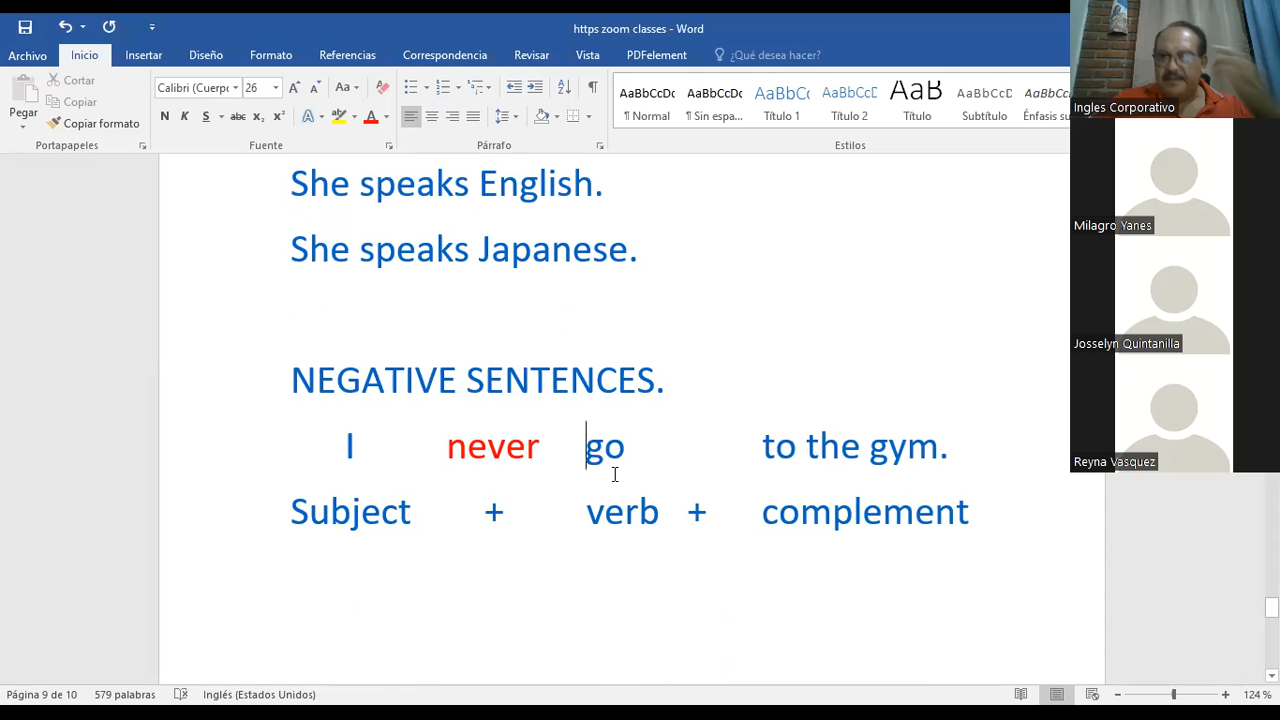 https zoom classes - Word
Archivo Inicio Insertar Diseño Formato Referencias Correspondencia Revisar Vista PDFelement ¿Qué desea hacer?
Pegar
Cortar
Copiar
Copiar formato
Portapapeles
Calibri (Cuerpo 26
N K S abc x₂ x²
Fuente
Párrafo
AaBbCcDc AaBbCcDc AaBbCc AaBbCcD AaB AaBbCcD AaBbCcDc
¶ Normal ¶ Sin espa... Título 1 Título 2 Título Subtítulo Énfasis su
Estilos
She speaks English.
She speaks Japanese.
NEGATIVE SENTENCES.
I never go to the gym.
Subject + verb + complement
Página 9 de 10 579 palabras Inglés (Estados Unidos) 124 %
Ingles Corporativo
Milagro Yanes
Josselyn Quintanilla
Reyna Vasquez